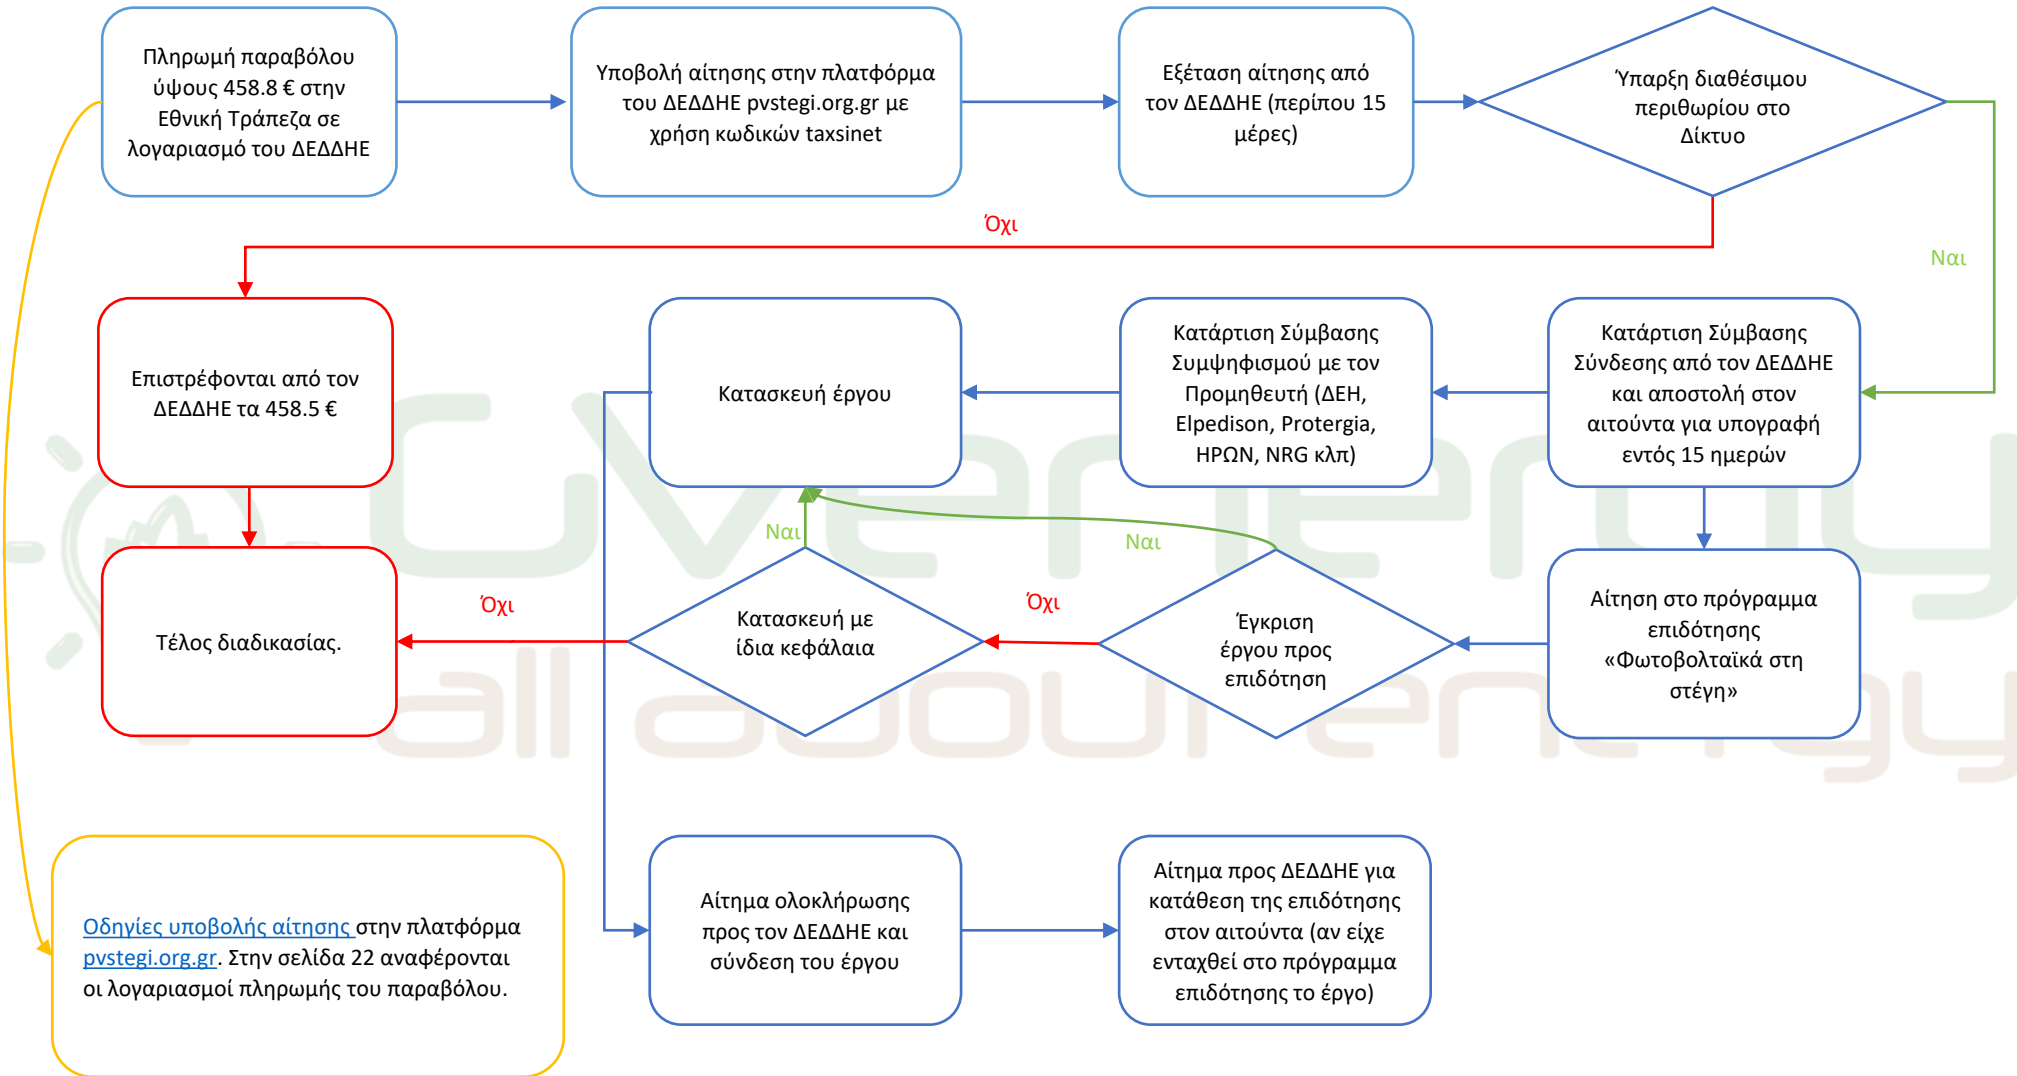 Πληρωμή παραβόλου
ύψους 458.8 € στην
Εθνική Τράπεζα σε
λογαριασμό του ΔΕΔΔΗΕ
Υποβολή αίτησης στην πλατφόρμα
του ΔΕΔΔΗΕ pvstegi.org.gr με
χρήση κωδικών taxsinet
Εξέταση αίτησης από
τον ΔΕΔΔΗΕ (περίπου 15
μέρες)
Ύπαρξη διαθέσιμου
περιθωρίου στο
Δίκτυο
Όχι
Ναι
Επιστρέφονται από τον
ΔΕΔΔΗΕ τα 458.5 €
Κατασκευή έργου
Κατάρτιση Σύμβασης
Συμψηφισμού με τον
Προμηθευτή (ΔΕΗ,
Elpedison, Protergia,
ΗΡΩΝ, NRG κλπ)
Κατάρτιση Σύμβασης
Σύνδεσης από τον ΔΕΔΔΗΕ
και αποστολή στον
αιτούντα για υπογραφή
εντός 15 ημερών
Ναι
Ναι
Τέλος διαδικασίας.
Όχι
Κατασκευή με
ίδια κεφάλαια
Όχι
Έγκριση
έργου προς
επιδότηση
Αίτηση στο πρόγραμμα
επιδότησης
«Φωτοβολταϊκά στη
στέγη»
GVenergy
all about energy
Οδηγίες υποβολής αίτησης στην πλατφόρμα
pvstegi.org.gr. Στην σελίδα 22 αναφέρονται
οι λογαριασμοί πληρωμής του παραβόλου.
Αίτημα ολοκλήρωσης
προς τον ΔΕΔΔΗΕ και
σύνδεση του έργου
Αίτημα προς ΔΕΔΔΗΕ για
κατάθεση της επιδότησης
στον αιτούντα (αν είχε
ενταχθεί στο πρόγραμμα
επιδότησης το έργο)